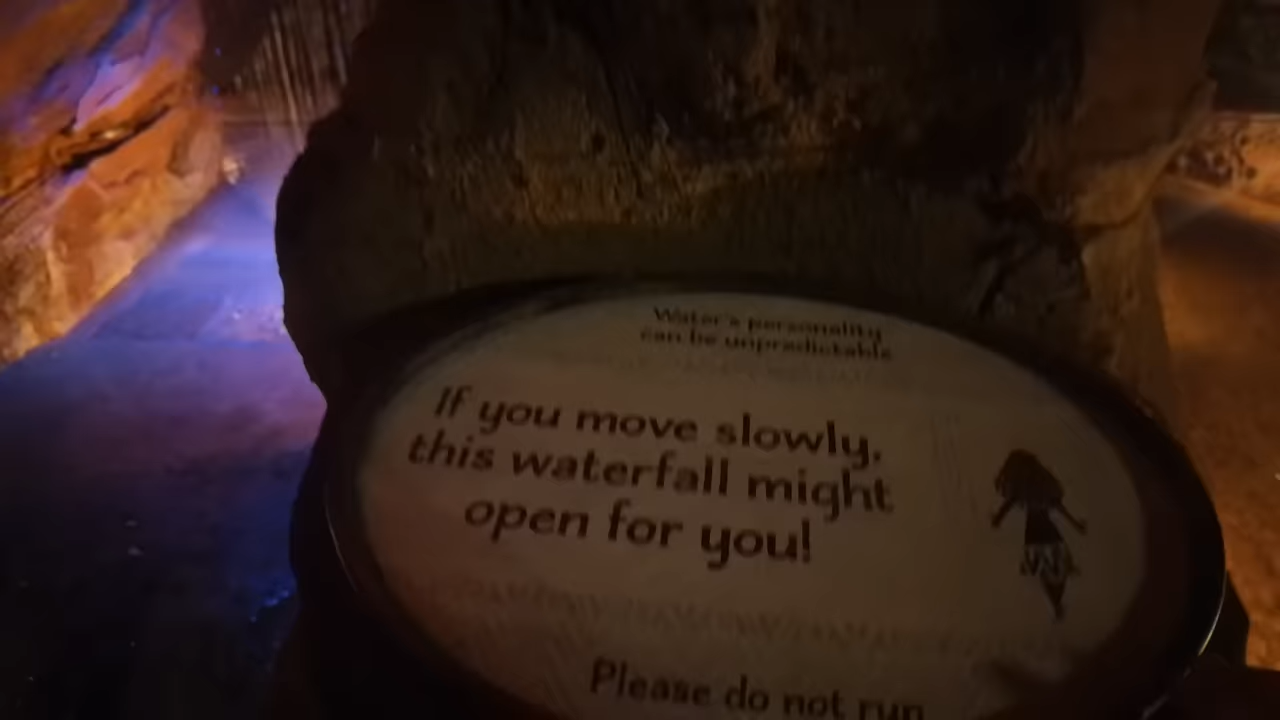 Water's personality
can be unpredictable
If you move slowly,
this waterfall might
open for you!
Please do not run